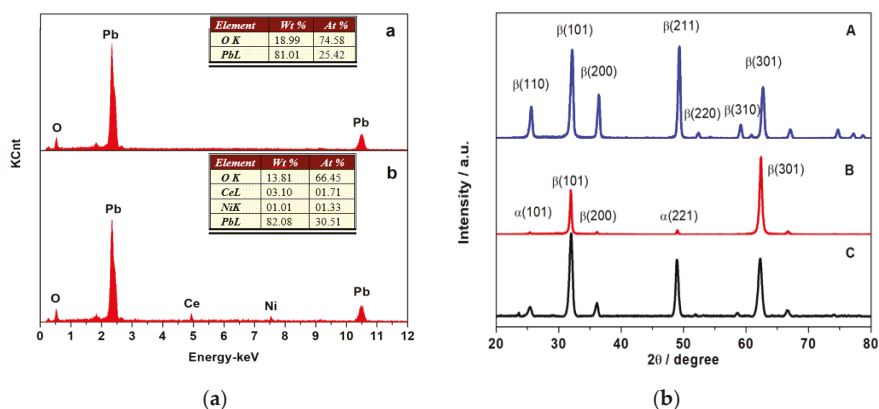 Element Wt % At %
O K 18.99 74.58
PbL 81.01 25.42
a
Pb
O
Pb
Element Wt % At %
O K 13.81 66.45
CeL 03.10 01.71
NiK 01.01 01.33
PbL 82.08 30.51
b
Pb
O
Ce
Ni
Pb
KCnt
0 1 2 3 4 5 6 7 8 9 10 11 12
Energy-keV
(a)
A
β(110)
β(101)
β(200)
β(211)
β(220)
β(310)
β(301)
B
α(101)
β(101)
β(200)
α(221)
β(301)
C
Intensity / a.u.
20 30 40 50 60 70 80
2θ / degree
(b)